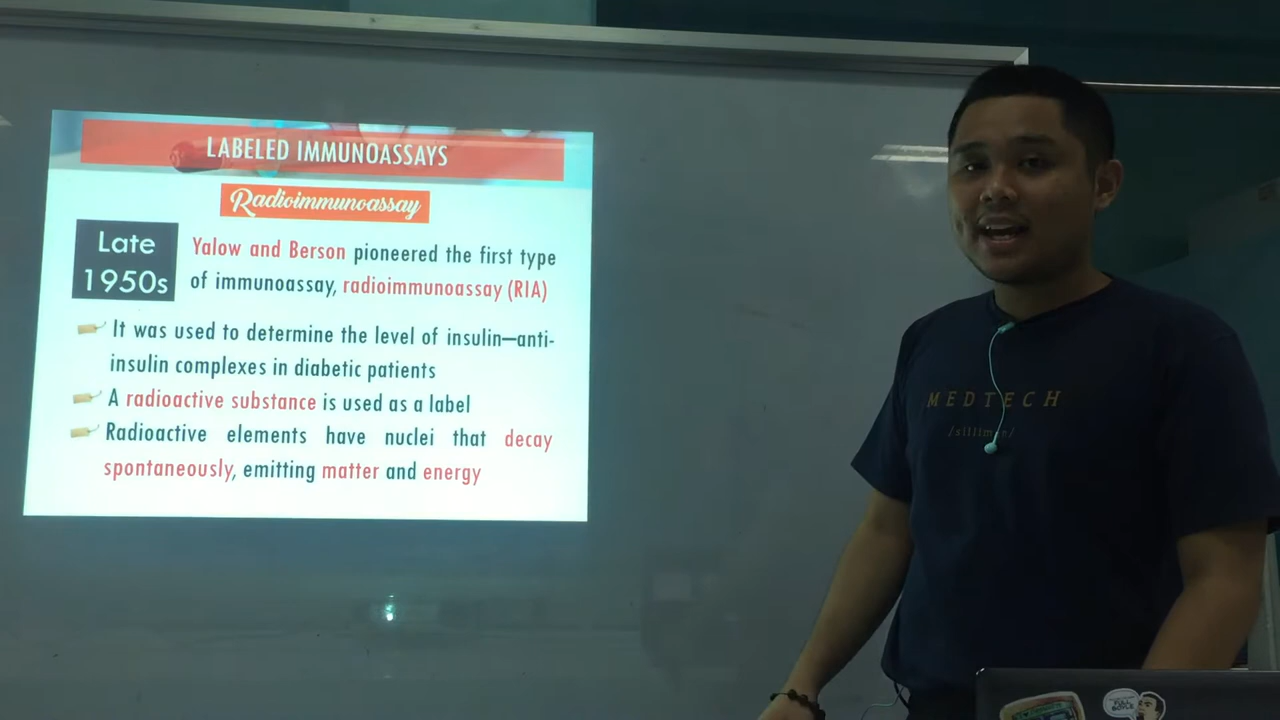 LABELED IMMUNOASSAYS
Radioimmunoassay
Late
1950s
Yalow and Berson pioneered the first type
of immunoassay, radioimmunoassay (RIA)
It was used to determine the level of insulin—anti-
insulin complexes in diabetic patients
A radioactive substance is used as a label
Radioactive elements have nuclei that decay
spontaneously, emitting matter and energy
MEDTECH
/silliman/